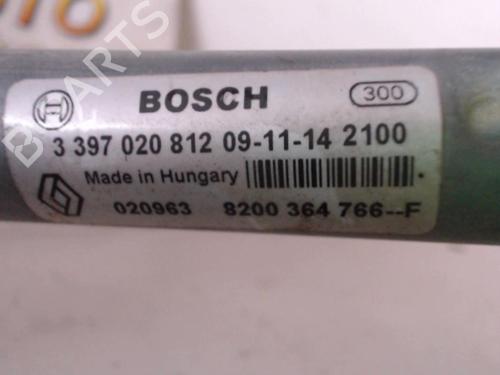 BOSCH
300
3 397 020 812 09-11-14 2100
Made in Hungary
020963 8200 364 766--F